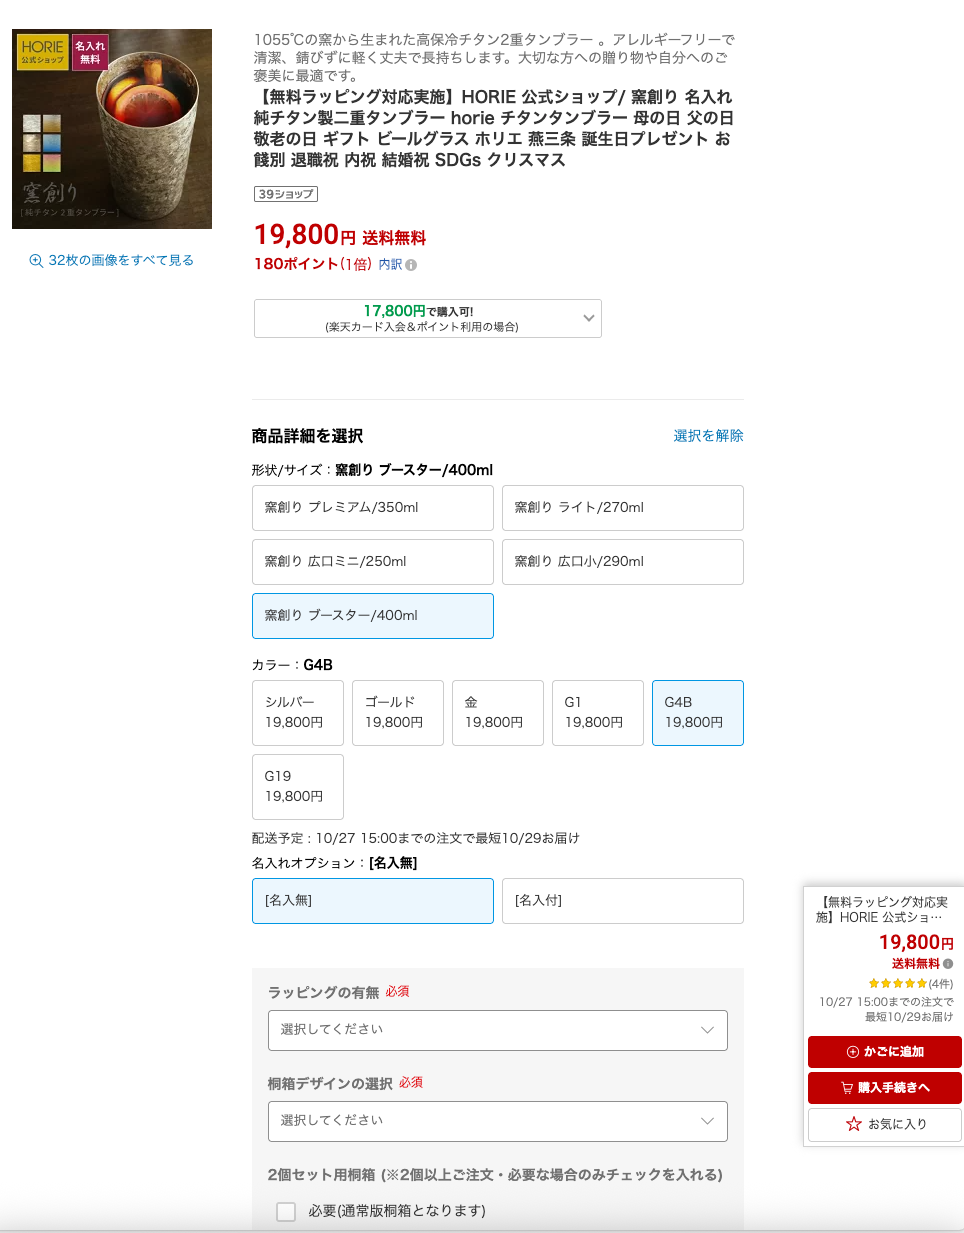 HORIE
公式ショップ
名入れ
無料
窯創り
[純チタン2重タンブラー]
32枚の画像をすべて見る
1055℃の窯から生まれた高保冷チタン2重タンブラー 。アレルギーフリーで
清潔、錆びずに軽く丈夫で長持ちします。大切な方への贈り物や自分へのご
褒美に最適です。
【無料ラッピング対応実施】HORIE 公式ショップ/ 窯創り 名入れ
純チタン製二重タンブラー horie チタンタンブラー 母の日 父の日
敬老の日 ギフト ビールグラス ホリエ 燕三条 誕生日プレゼント お
餞別 退職祝 内祝 結婚祝 SDGs クリスマス
39ショップ
19,800円 送料無料
180ポイント(1倍) 内訳
17,800円で購入可!
(楽天カード入会＆ポイント利用の場合)
商品詳細を選択 選択を解除
形状/サイズ：窯創り ブースター/400ml
窯創り プレミアム/350ml 窯創り ライト/270ml
窯創り 広口ミニ/250ml 窯創り 広口小/290ml
窯創り ブースター/400ml
カラー：G4B
シルバー ゴールド 金 G1 G4B
19,800円 19,800円 19,800円 19,800円 19,800円
G19
19,800円
配送予定 : 10/27 15:00までの注文で最短10/29お届け
名入れオプション：[名入無]
[名入無] [名入付]
ラッピングの有無 必須
選択してください
桐箱デザインの選択 必須
選択してください
2個セット用桐箱 (※2個以上ご注文・必要な場合のみチェックを入れる)
必要(通常版桐箱となります)
【無料ラッピング対応実
施】HORIE 公式ショ…
19,800円
送料無料
(4件)
10/27 15:00までの注文で
最短10/29お届け
かごに追加
購入手続きへ
お気に入り